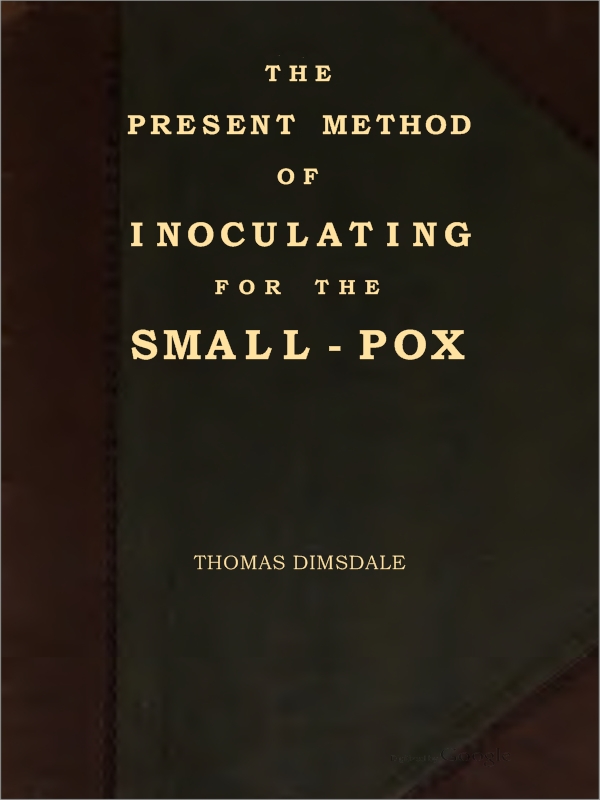 THE
PRESENT METHOD
OF
INOCULATING
FOR THE
SMALL-POX
THOMAS DIMSDALE